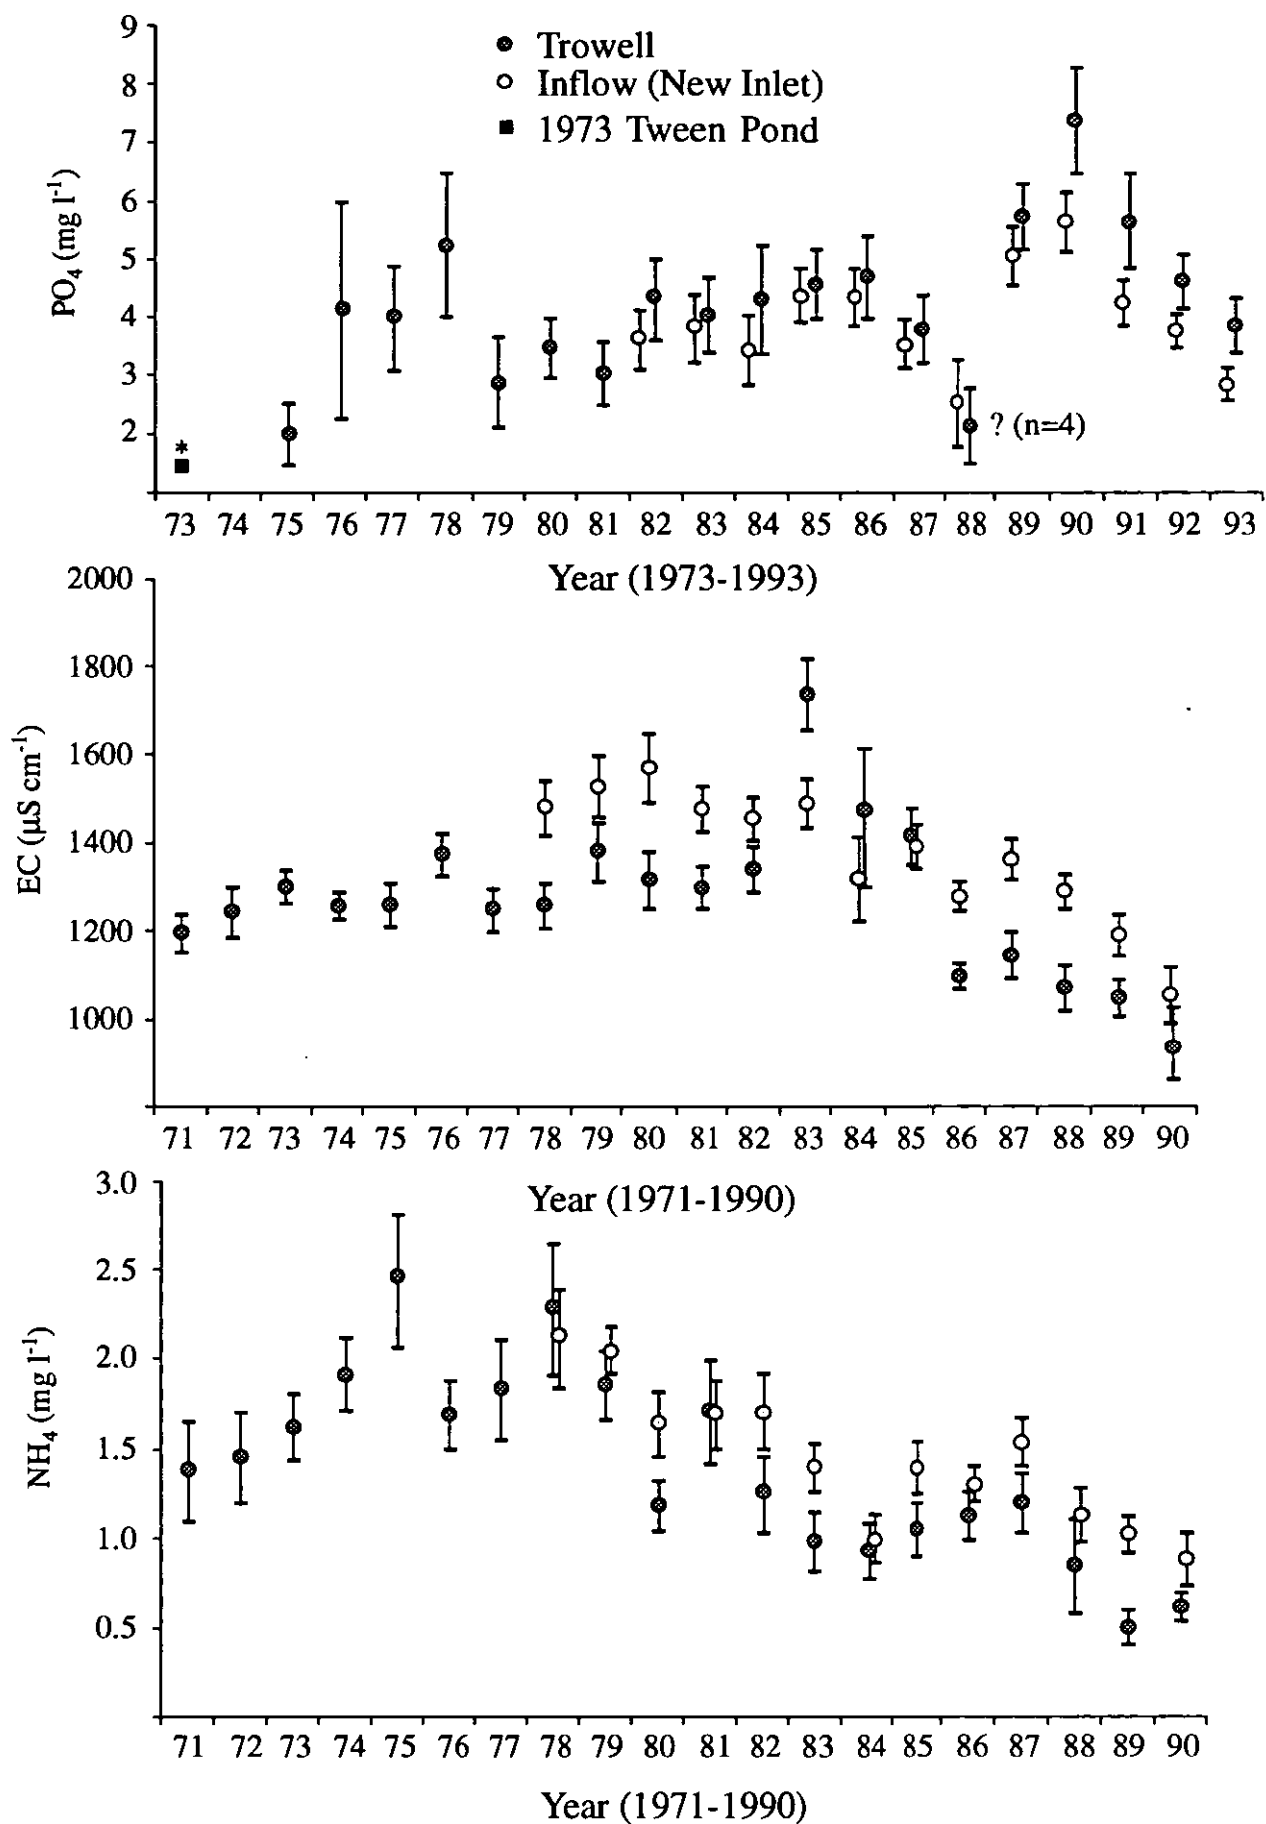 9
8
7
6
5
4
3
2
PO₄ (mg l⁻¹)
Trowell
Inflow (New Inlet)
1973 Tween Pond
*
? (n=4)
73 74 75 76 77 78 79 80 81 82 83 84 85 86 87 88 89 90 91 92 93
Year (1973-1993)
2000
1800
1600
1400
1200
1000
EC (µS cm⁻¹)
71 72 73 74 75 76 77 78 79 80 81 82 83 84 85 86 87 88 89 90
Year (1971-1990)
3.0
2.5
2.0
1.5
1.0
0.5
NH₄ (mg l⁻¹)
71 72 73 74 75 76 77 78 79 80 81 82 83 84 85 86 87 88 89 90
Year (1971-1990)